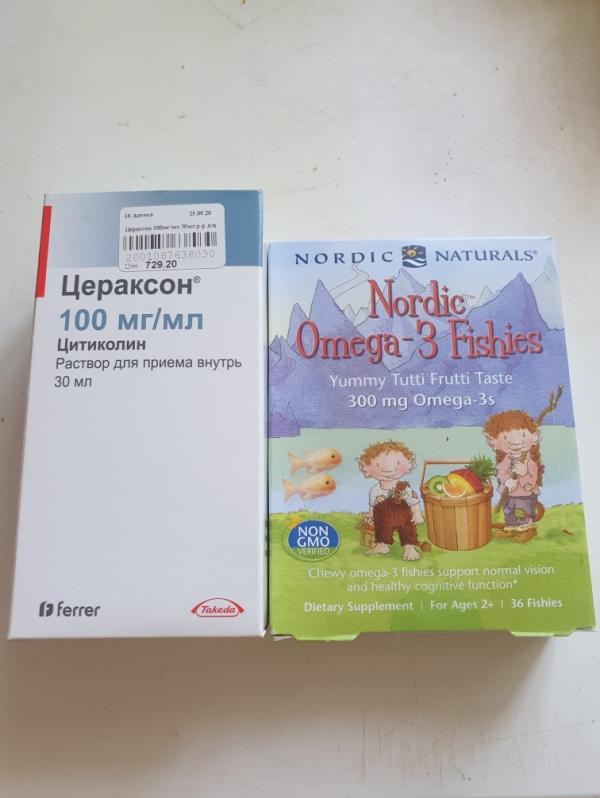 18 Аптека 25.09.20
Цераксон 100мг/мл 30мл р-р д/п
2001087638030
Цена 729.20
Цераксон®
100 мг/мл
Цитиколин
Раствор для приема внутрь
30 мл
ferrer
Takeda
NORDIC NATURALS®
Nordic™
Omega-3 Fishies
Yummy Tutti Frutti Taste
300 mg Omega-3s
NON
GMO
VERIFIED
Chewy omega-3 fishies support normal vision
and healthy cognitive function*
Dietary Supplement | For Ages 2+ | 36 Fishies